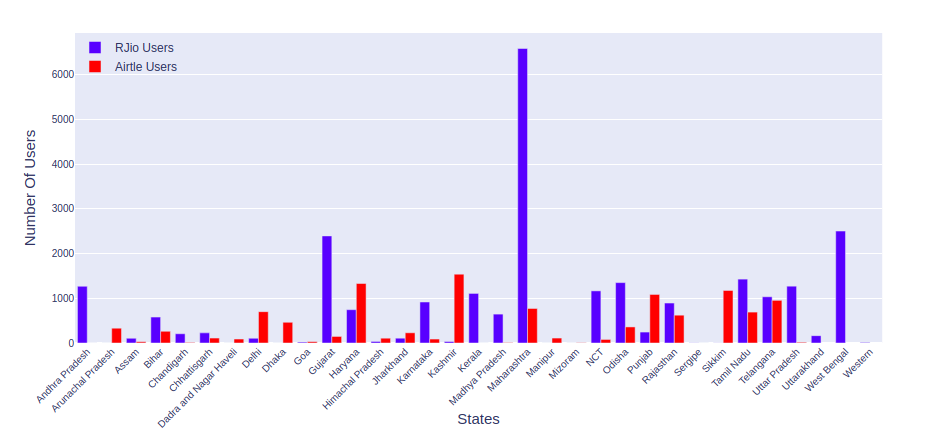 RJio Users
Airtle Users
Number Of Users
6000
5000
4000
3000
2000
1000
0
Andhra Pradesh
Arunachal Pradesh
Assam
Bihar
Chandigarh
Chhattisgarh
Dadra and Nagar Haveli
Delhi
Dhaka
Goa
Gujarat
Haryana
Himachal Pradesh
Jharkhand
Karnataka
Kashmir
Kerala
Madhya Pradesh
Maharashtra
Manipur
Mizoram
NCT
Odisha
Punjab
Rajasthan
Sergipe
Sikkim
Tamil Nadu
Telangana
Uttar Pradesh
Uttarakhand
West Bengal
Western
States